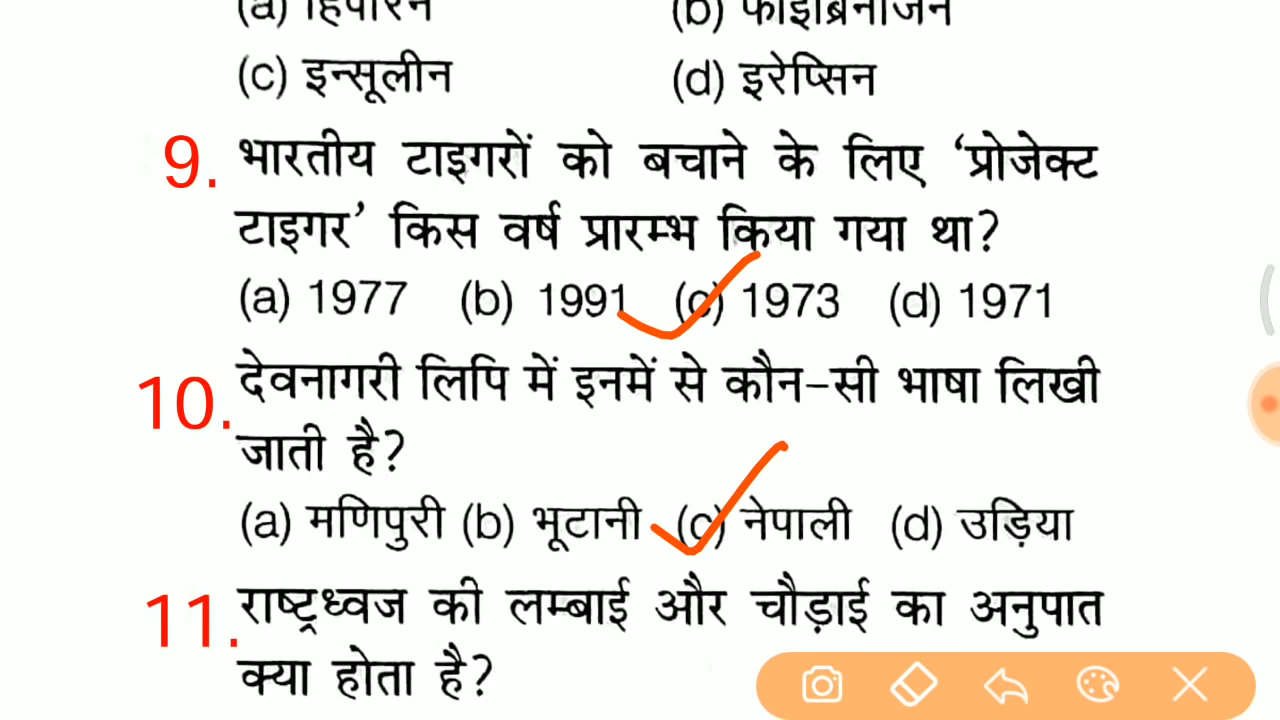 (a) हिपेरिन (b) फाइब्रिनोजिन
(c) इन्सूलीन (d) इरेप्सिन
9. भारतीय टाइगरों को बचाने के लिए ‘प्रोजेक्ट
टाइगर’ किस वर्ष प्रारम्भ किया गया था?
(a) 1977 (b) 1991 (c) 1973 (d) 1971
10. देवनागरी लिपि में इनमें से कौन-सी भाषा लिखी
जाती है?
(a) मणिपुरी (b) भूटानी (c) नेपाली (d) उड़िया
11. राष्ट्रध्वज की लम्बाई और चौड़ाई का अनुपात
क्या होता है?